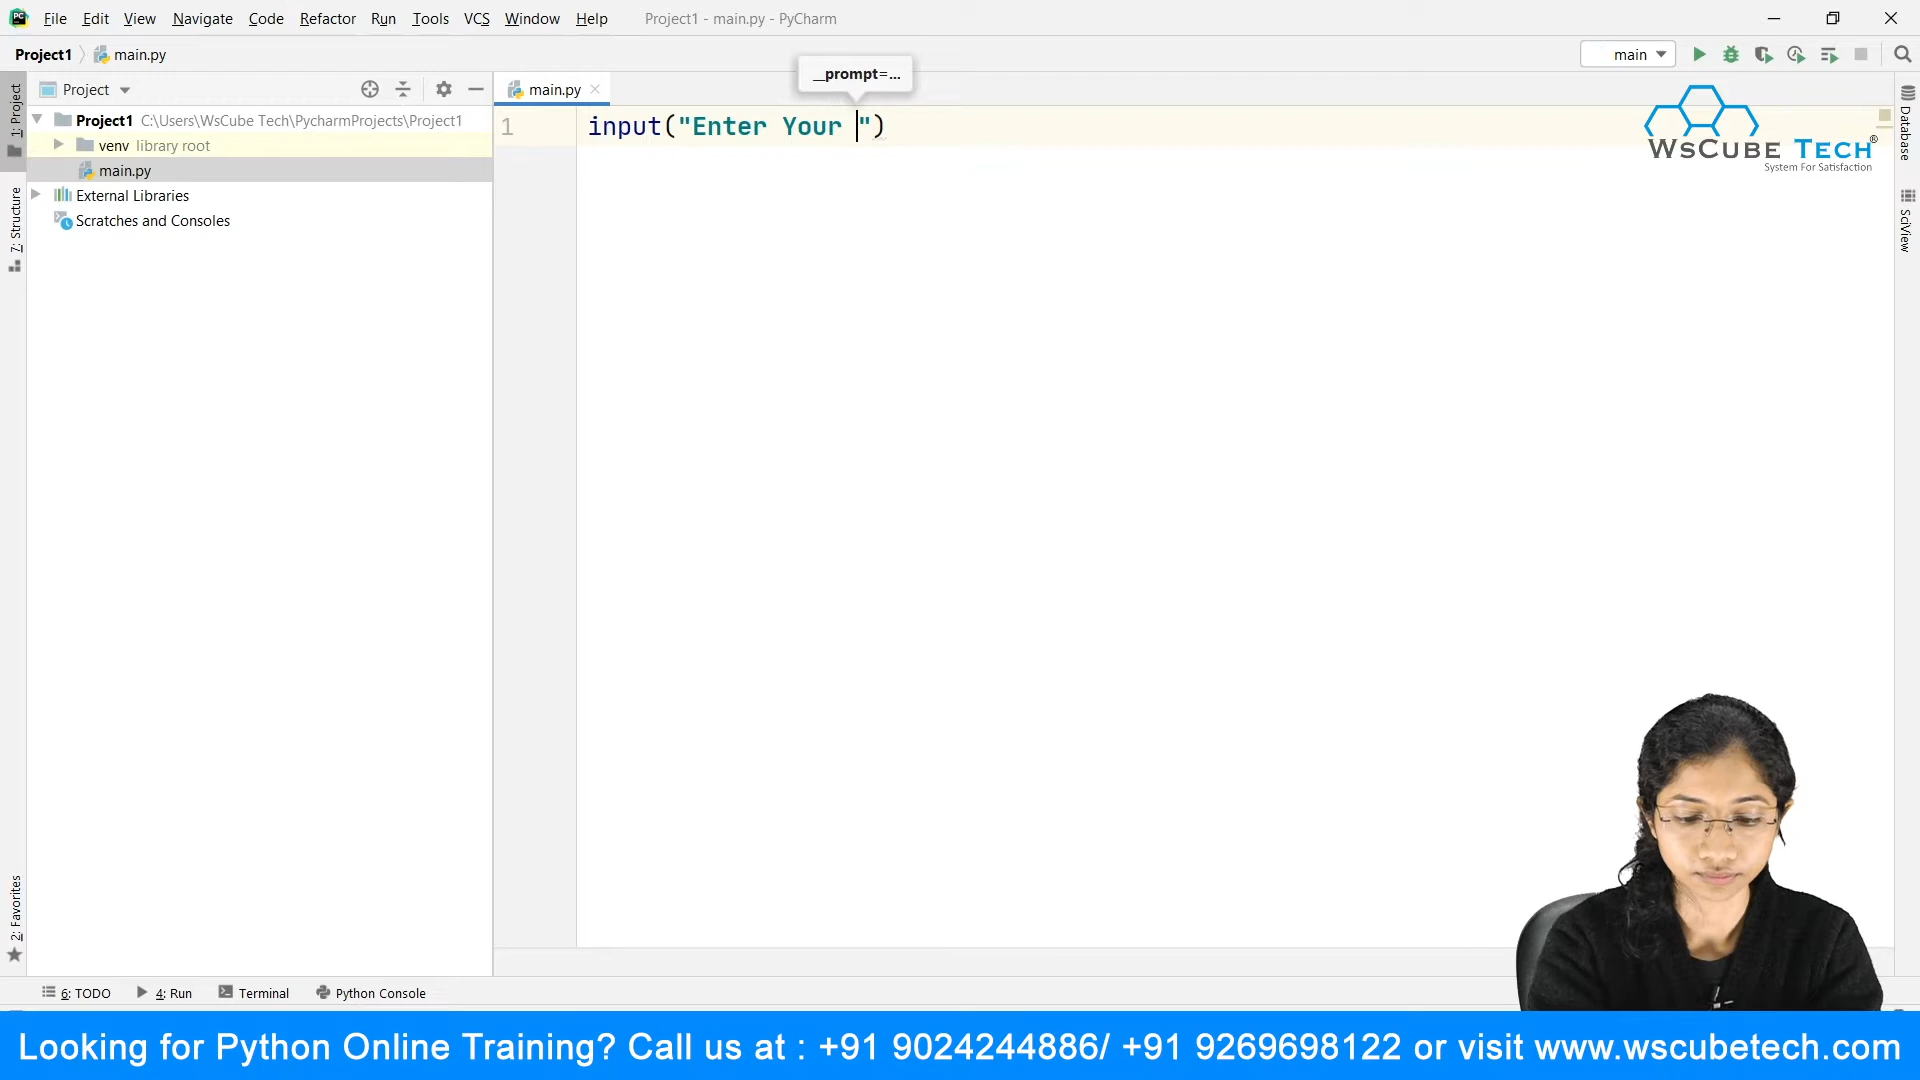 PC File Edit View Navigate Code Refactor Run Tools VCS Window Help Project1 - main.py - PyCharm
Project1 main.py
main
__prompt=...
1: Project
Project
main.py
Project1 C:\Users\WsCube Tech\PycharmProjects\Project1
venv library root
main.py
External Libraries
Scratches and Consoles
1
input("Enter Your ")
WsCube Tech®
System For Satisfaction
Database
SciView
7: Structure
2: Favorites
6: TODO 4: Run Terminal Python Console
Looking for Python Online Training? Call us at : +91 9024244886/ +91 9269698122 or visit www.wscubetech.com